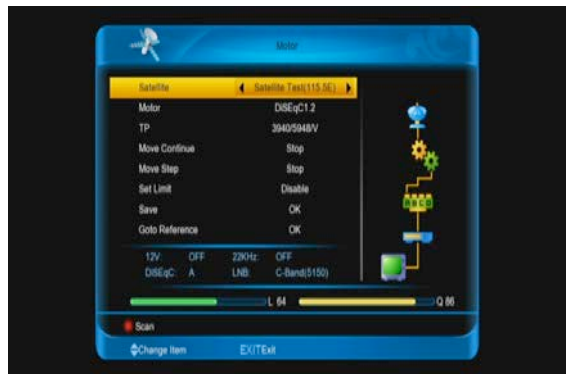 Motor
Satellite Satellite Test(115.5E)
Motor DiSEqC1.2
TP 3940/5948/V
Move Continue Stop
Move Step Stop
Set Limit Disable
Save OK
Goto Reference OK
12V: OFF 22KHz: OFF
DiSEqC: A LNB: C-Band(5150)
A B C D
L 64 Q 86
Scan
Change Item EXITExit